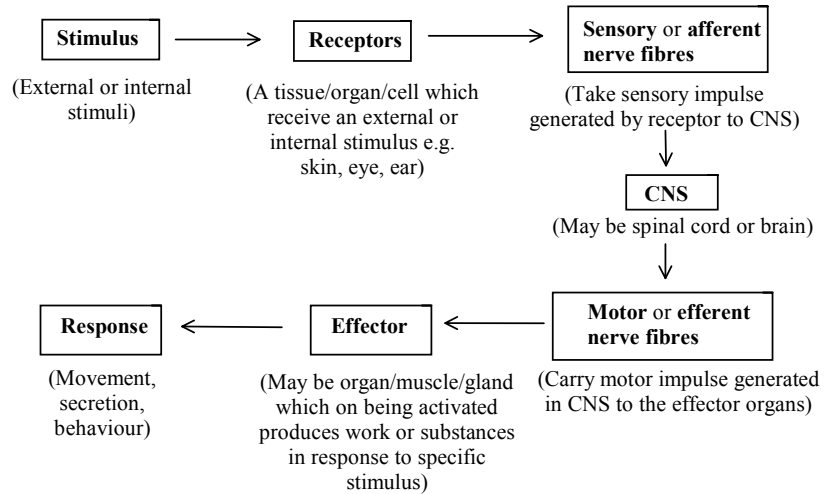 Stimulus
(External or internal
stimuli)
Receptors
(A tissue/organ/cell which
receive an external or
internal stimulus e.g.
skin, eye, ear)
Sensory or afferent
nerve fibres
(Take sensory impulse
generated by receptor to CNS)
CNS
(May be spinal cord or brain)
Motor or efferent
nerve fibres
(Carry motor impulse generated
in CNS to the effector organs)
Effector
(May be organ/muscle/gland
which on being activated
produces work or substances
in response to specific
stimulus)
Response
(Movement,
secretion,
behaviour)